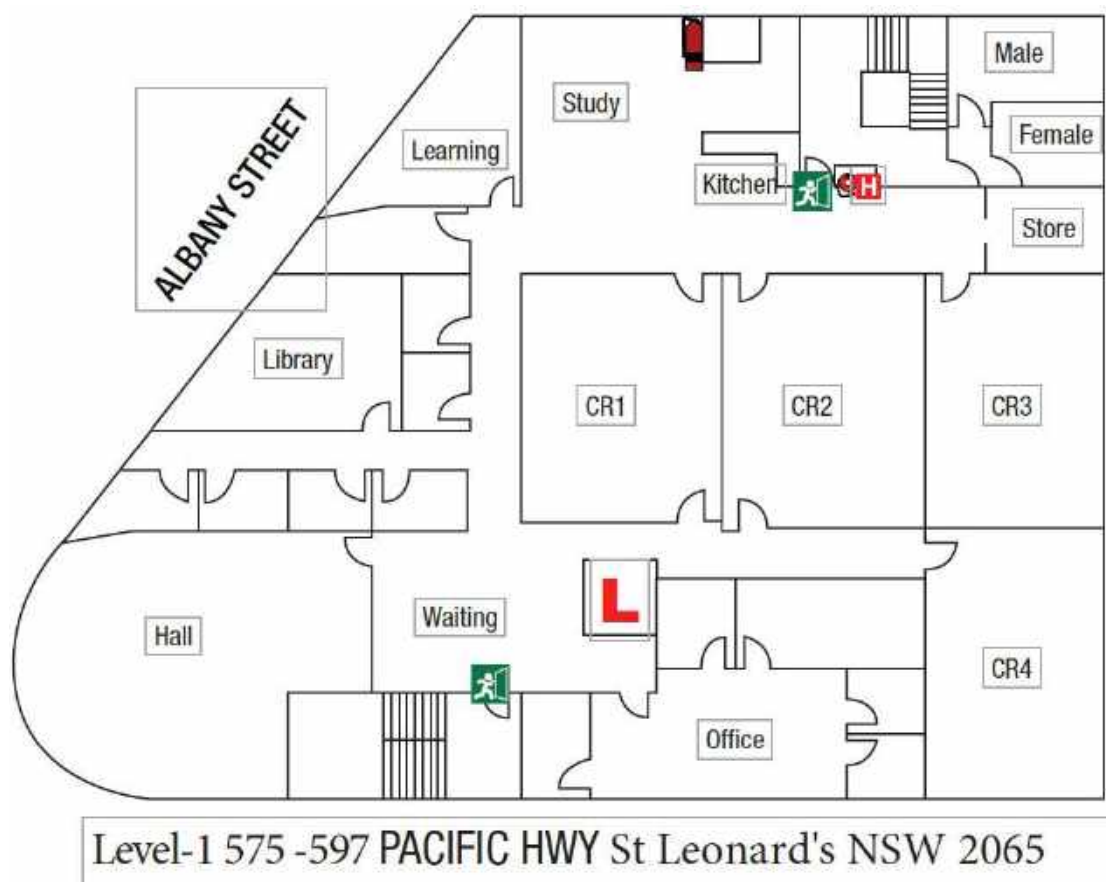 Male
Study
Female
Learning
Kitchen
H
Store
ALBANY STREET
Library
CR1
CR2
CR3
Waiting
L
Hall
CR4
Office
Level-1 575 -597 PACIFIC HWY St Leonard's NSW 2065